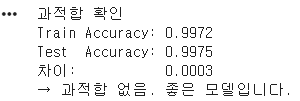 ••• 과적합 확인
Train Accuracy: 0.9972
Test  Accuracy: 0.9975
차이:           0.0003
→ 과적합 없음. 좋은 모델입니다.